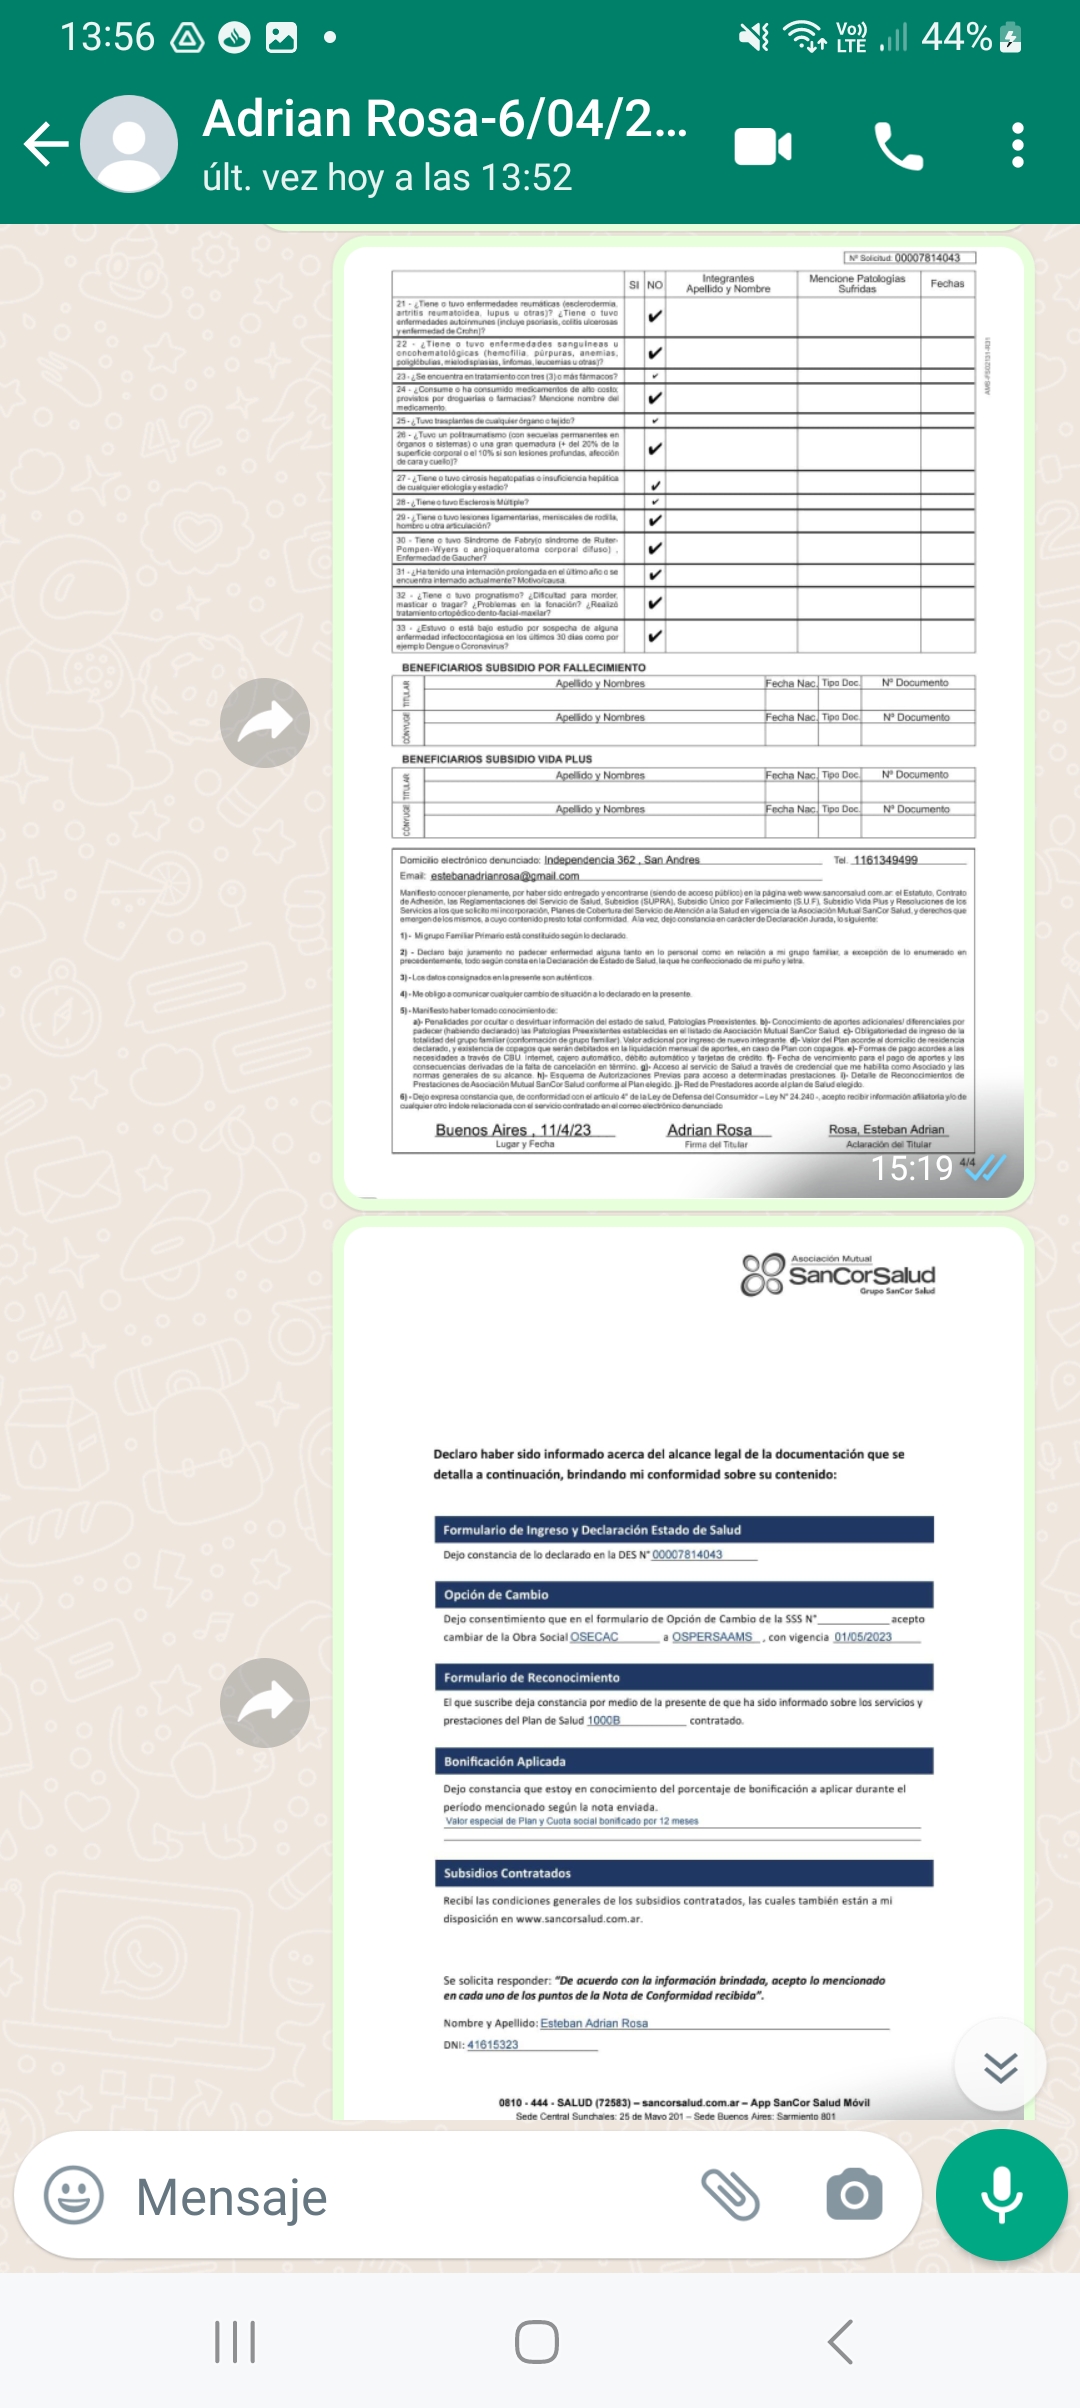 13:56
Vo)) LTE
44%
Adrian Rosa-6/04/2...
últ. vez hoy a las 13:52
Nº Solicitud: 00007814043
SI NO Integrantes Apellido y Nombre Mencione Patologías Sufridas Fechas
21 - ¿Tiene o tuvo enfermedades reumáticas (esclerodermia,
artritis reumatoidea, lupus u otras)? ¿Tiene o tuvo
enfermedades autoinmunes (incluye psoriasis, colitis ulcerosas
y enfermedad de Crohn)?
22 - ¿Tiene o tuvo enfermedades sanguíneas u
oncohematológicas (hemofilia, púrpuras, anemias,
poliglóbulias, mielodisplasias, linfomas, leucemias u otras)?
23 - ¿Se encuentra en tratamiento con tres (3) o más fármacos?
24 - ¿Consume o ha consumido medicamentos de alto costo;
provistos por droguerías o farmacias? Mencione nombre del
medicamento.
25 - ¿Tuvo trasplantes de cualquier órgano o tejido?
26 - ¿Tuvo un politraumatismo (con secuelas permanentes en
órganos o sistemas) o una gran quemadura (+ del 20% de la
superficie corporal o el 10% si son lesiones profundas, afección
de cara y cuello)?
27 - ¿Tiene o tuvo cirrosis hepatopatías o insuficiencia hepática
de cualquier etiología y estadio?
28 - ¿Tiene o tuvo Esclerosis Múltiple?
29 - ¿Tiene o tuvo lesiones ligamentarias, meniscales de rodilla,
hombro u otra articulación?
30 - Tiene o tuvo Síndrome de Fabry(o síndrome de Ruiter-
Pompen-Wyers o angioqueratoma corporal difuso) ,
Enfermedad de Gaucher?
31 - ¿Ha tenido una internación prolongada en el último año o se
encuentra internado actualmente? Motivo/causa.
32 - ¿Tiene o tuvo prognatismo? ¿Dificultad para morder,
masticar o tragar? ¿Problemas en la fonación? ¿Realizó
tratamiento ortopédico dento-facial-maxilar?
33 - ¿Estuvo o está bajo estudio por sospecha de alguna
enfermedad infectocontagiosa en los últimos 30 días como por
ejemplo Dengue o Coronavirus?
BENEFICIARIOS SUBSIDIO POR FALLECIMIENTO
TITULAR Apellido y Nombres Fecha Nac. Tipo Doc. Nº Documento
CÓNYUGE Apellido y Nombres Fecha Nac. Tipo Doc. Nº Documento
BENEFICIARIOS SUBSIDIO VIDA PLUS
TITULAR Apellido y Nombres Fecha Nac. Tipo Doc. Nº Documento
CÓNYUGE Apellido y Nombres Fecha Nac. Tipo Doc. Nº Documento
Domicilio electrónico denunciado: Independencia 362 , San Andres Tel. 1161349499
Email: estebanadrianrosa@gmail.com
Manifiesto conocer plenamente, por haber sido entregado y encontrarse (siendo de acceso público) en la página web www.sancorsalud.com.ar: el Estatuto, Contrato
de Adhesión, las Reglamentaciones del Servicio de Salud, Subsidios (SUPRA), Subsidio Único por Fallecimiento (S.U.F), Subsidio Vida Plus y Resoluciones de los
Servicios a los que solicito mi incorporación, Planes de Cobertura del Servicio de Atención a la Salud en vigencia de la Asociación Mutual SanCor Salud, y derechos que
emergen de los mismos, a cuyo contenido presto total conformidad. A la vez, dejo constancia en carácter de Declaración Jurada, lo siguiente:
1) - Mi grupo Familiar Primario está constituido según lo declarado.
2) - Declaro bajo juramento no padecer enfermedad alguna tanto en lo personal como en relación a mi grupo familiar, a excepción de lo enumerado en
precedentemente, todo según consta en la Declaración de Estado de Salud, la que he confeccionado de mi puño y letra.
3) - Los datos consignados en la presente son auténticos.
4) - Me obligo a comunicar cualquier cambio de situación a lo declarado en la presente.
5) - Manifiesto haber tomado conocimiento de:
a)- Penalidades por ocultar o desvirtuar información del estado de salud, Patologías Preexistentes. b)- Conocimiento de aportes adicionales/ diferenciales por
padecer (habiendo declarado) las Patologías Preexistentes establecidas en el listado de Asociación Mutual SanCor Salud. c)- Obligatoriedad de ingreso de la
totalidad del grupo familiar (conformación de grupo familiar). Valor adicional por ingreso de nuevo integrante. d)- Valor del Plan acorde al domicilio de residencia
declarado, y existencia de copagos que serán debitados en la liquidación mensual de aportes, en caso de Plan con copagos. e)- Formas de pago acordes a las
necesidades a través de CBU. Internet, cajero automático, débito automático y tarjetas de crédito. f)- Fecha de vencimiento para el pago de aportes y las
consecuencias derivadas de la falta de cancelación en término. g)- Acceso al servicio de Salud a través de credencial que me habilita como Asociado y las
normas generales de su alcance. h)- Esquema de Autorizaciones Previas para acceso a determinadas prestaciones. i)- Detalle de Reconocimientos de
Prestaciones de Asociación Mutual SanCor Salud conforme al Plan elegido. j)- Red de Prestadores acorde al plan de Salud elegido.
6) - Dejo expresa constancia que, de conformidad con el artículo 4° de la Ley de Defensa del Consumidor – Ley N° 24.240 -, acepto recibir información afiliatoria y/o de
cualquier otro índole relacionada con el servicio contratado en el correo electrónico denunciado
Buenos Aires , 11/4/23 Adrian Rosa Rosa, Esteban Adrian
Lugar y Fecha Firma del Titular Aclaración del Titular
4/4
15:19
Asociación Mutual
SanCorSalud
Grupo SanCor Salud
Declaro haber sido informado acerca del alcance legal de la documentación que se
detalla a continuación, brindando mi conformidad sobre su contenido:
Formulario de Ingreso y Declaración Estado de Salud
Dejo constancia de lo declarado en la DES N° 00007814043
Opción de Cambio
Dejo consentimiento que en el formulario de Opción de Cambio de la SSS N° acepto
cambiar de la Obra Social OSECAC a OSPERSAAMS , con vigencia 01/05/2023
Formulario de Reconocimiento
El que suscribe deja constancia por medio de la presente de que ha sido informado sobre los servicios y
prestaciones del Plan de Salud 1000B contratado.
Bonificación Aplicada
Dejo constancia que estoy en conocimiento del porcentaje de bonificación a aplicar durante el
período mencionado según la nota enviada.
Valor especial de Plan y Cuota social bonificado por 12 meses
Subsidios Contratados
Recibí las condiciones generales de los subsidios contratados, las cuales también están a mi
disposición en www.sancorsalud.com.ar.
Se solicita responder: "De acuerdo con la información brindada, acepto lo mencionado
en cada uno de los puntos de la Nota de Conformidad recibida".
Nombre y Apellido: Esteban Adrian Rosa
DNI: 41615323
0810 - 444 - SALUD (72583) – sancorsalud.com.ar – App SanCor Salud Móvil
Sede Central Sunchales: 25 de Mayo 201 – Sede Buenos Aires: Sarmiento 801
Mensaje